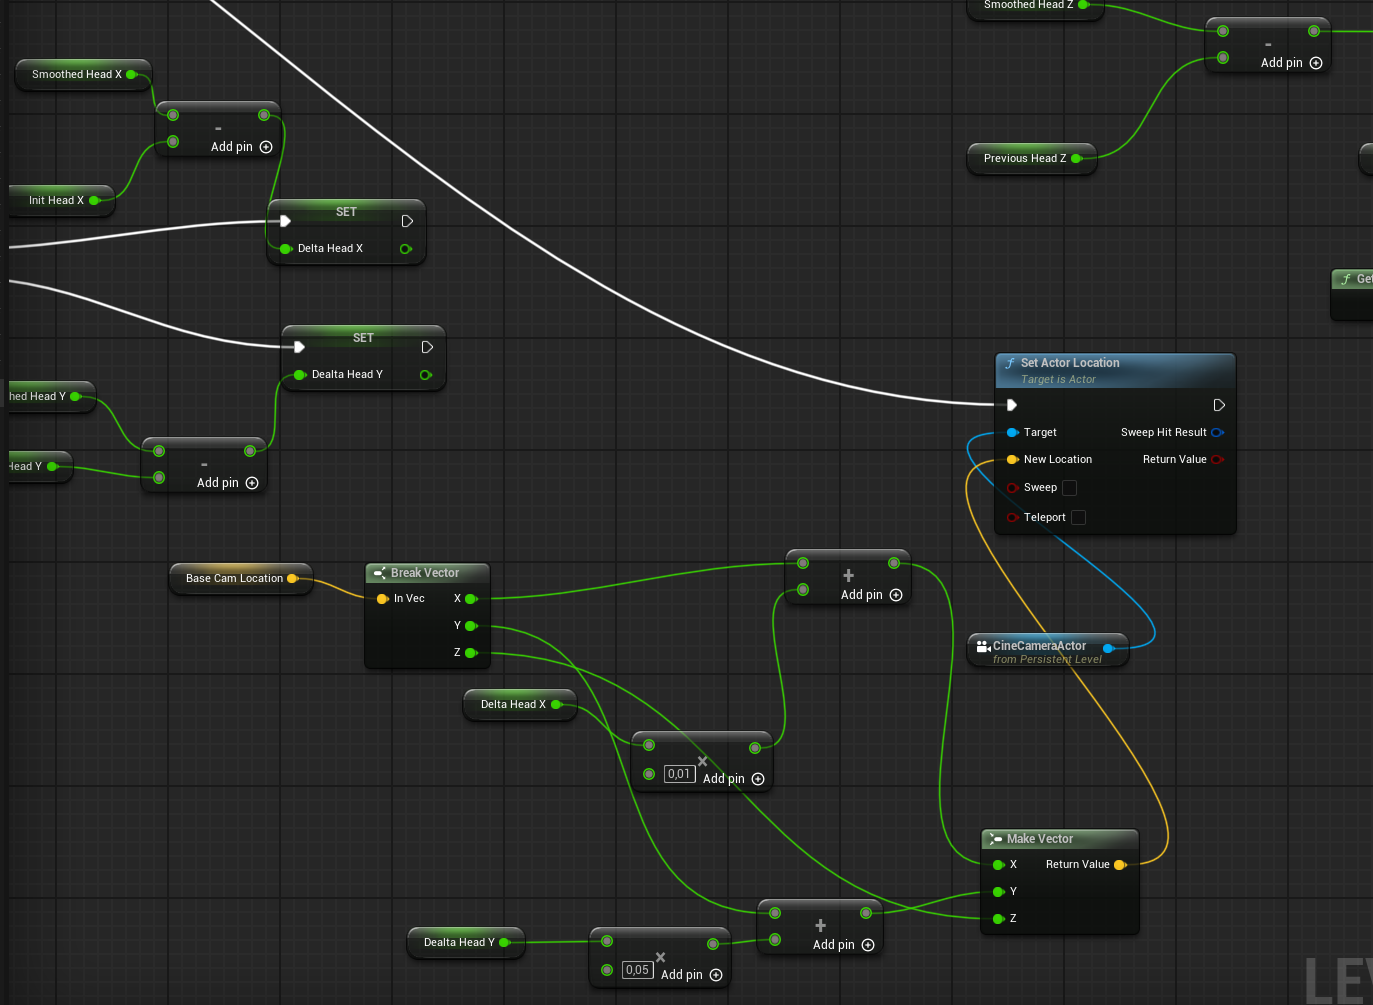 Smoothed Head Z
-
Add pin
Smoothed Head X
-
Add pin
Previous Head Z
Init Head X
SET
Delta Head X
Get
SET
Dealta Head Y
Set Actor Location
Target is Actor
hed Head Y
Target
Sweep Hit Result
New Location
Return Value
Head Y
-
Add pin
Sweep
Teleport
Base Cam Location
Break Vector
In Vec
X
Y
Z
+
Add pin
CineCameraActor
from Persistent Level
Delta Head X
×
0,01
Add pin
Make Vector
X
Return Value
Y
Z
+
Add pin
Dealta Head Y
×
0,05
Add pin
LEV